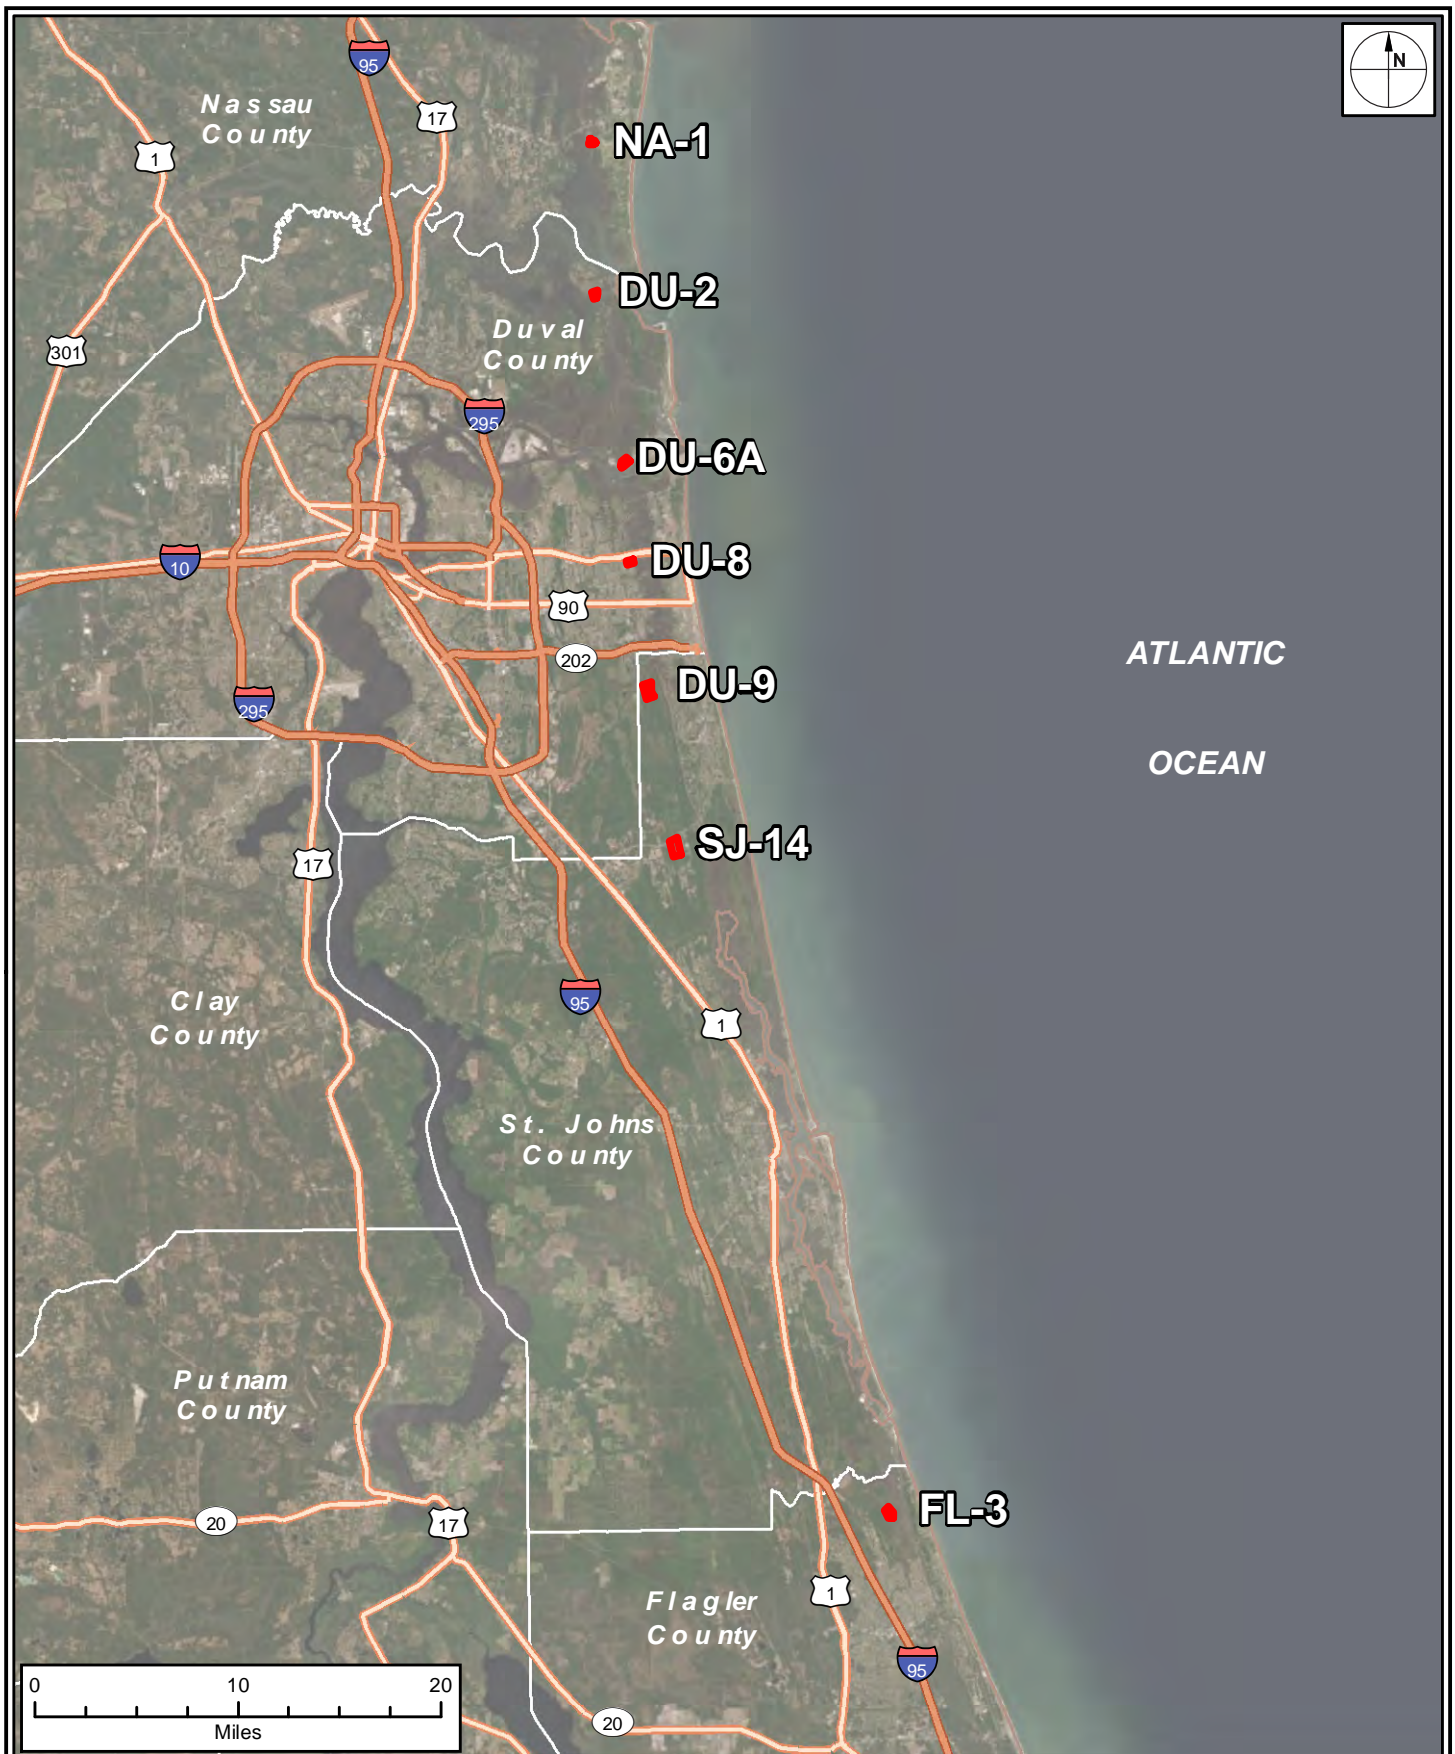 95
N
Nassau
County
17
NA-1
1
DU-2
Duval
County
301
295
DU-6A
10
DU-8
90
ATLANTIC
202
DU-9
295
OCEAN
SJ-14
17
95
Clay
County
1
St. Johns
County
Putnam
County
20
17
FL-3
1
Flagler
County
95
0 10 20
Miles
20